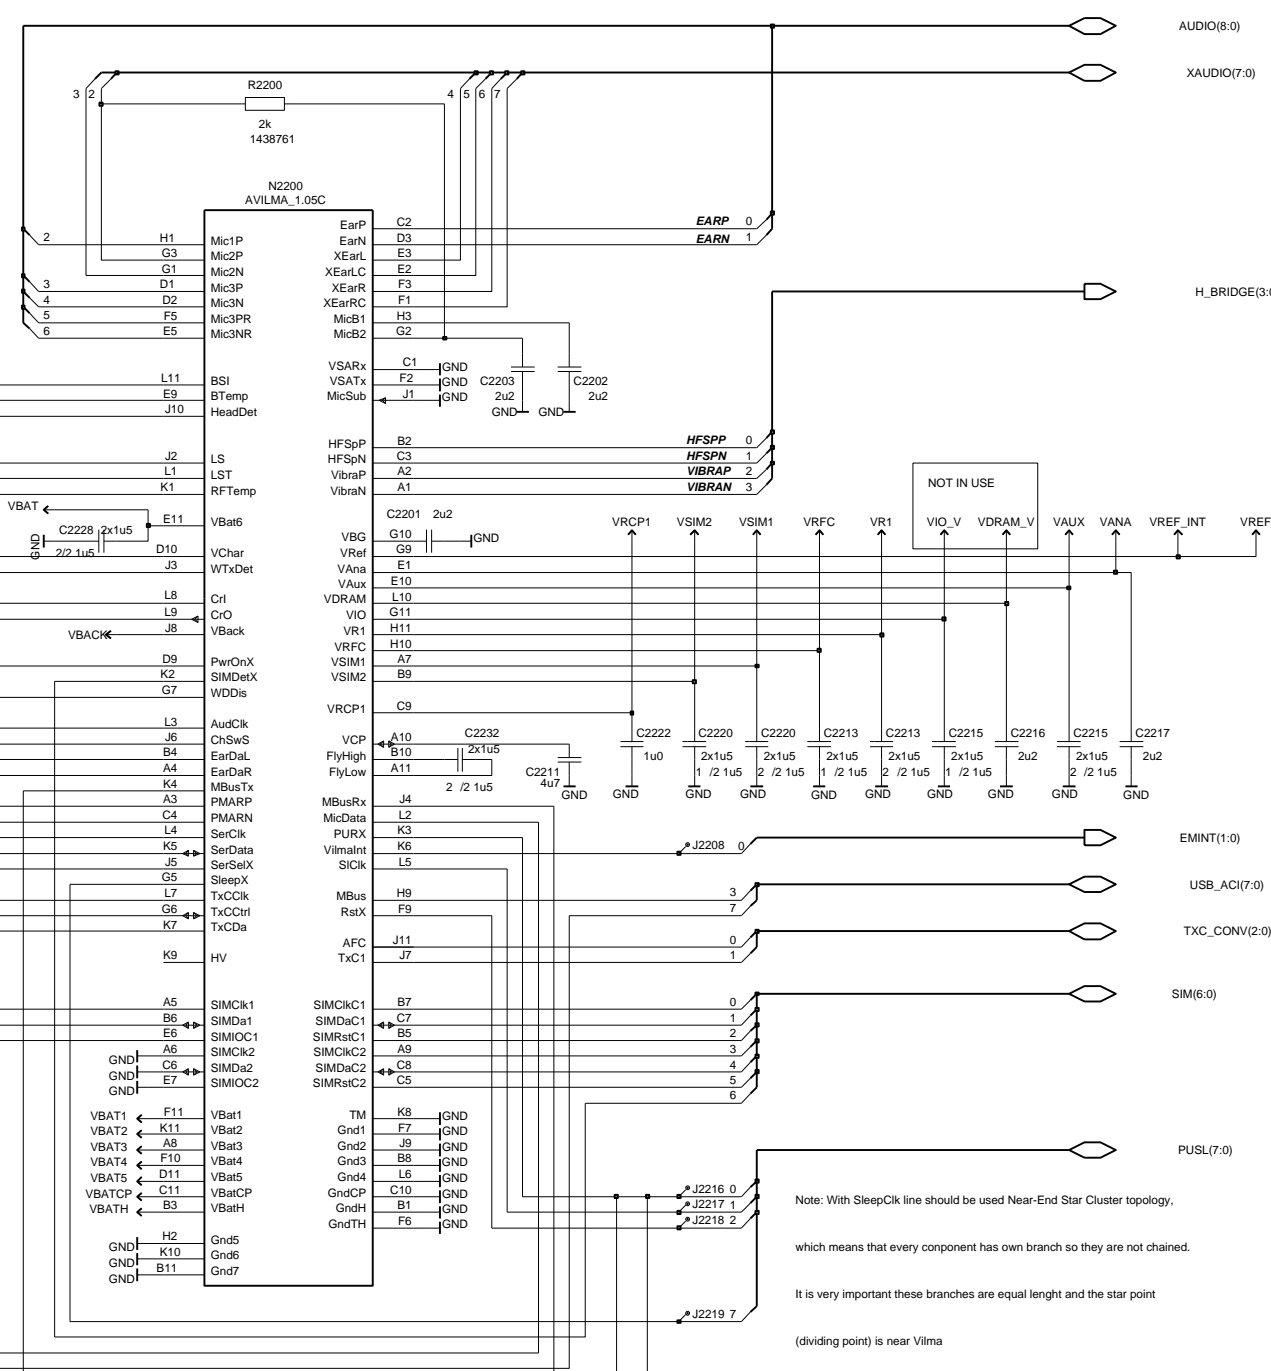 AUDIO(8:0)
XAUDIO(7:0)
R2200
3 2
4 5 6 7
2k
1438761
N2200
AVILMA_1.05C
EarP C2 EARP 0
2 H1 Mic1P EarN D3 EARN 1
G3 Mic2P XEarL E3
G1 Mic2N XEarLC E2
3 D1 Mic3P XEarR F3 H_BRIDGE(3:0
4 D2 Mic3N XEarRC F1
5 F5 Mic3PR MicB1 H3
6 E5 Mic3NR MicB2 G2
VSARx C1 GND
L11 BSI VSATx F2 GND C2203 C2202
E9 BTemp MicSub J1 GND 2u2 2u2
J10 HeadDet GND GND
HFSpP B2 HFSPP 0
J2 LS HFSpN C3 HFSPN 1
L1 LST VibraP A2 VIBRAP 2
K1 RFTemp VibraN A1 VIBRAN 3
NOT IN USE
VBAT C2201 2u2
E11 VBat6 VRCP1 VSIM2 VSIM1 VRFC VR1 VIO_V VDRAM_V VAUX VANA VREF_INT VREF
C2228 2x1u5 VBG G10 GND
GND 2/2 1u5 D10 VChar VRef G9
J3 WTxDet VAna E1
VAux E10
L8 CrI VDRAM L10
L9 CrO VIO G11
VBACK J8 VBack VR1 H11
VRFC H10
D9 PwrOnX VSIM1 A7
K2 SIMDetX VSIM2 B9
G7 WDDis
VRCP1 C9
L3 AudClk
J6 ChSwS VCP A10 C2232 C2222 C2220 C2220 C2213 C2213 C2215 C2216 C2215 C2217
B4 EarDaL FlyHigh B10 2x1u5 1u0 2x1u5 2x1u5 2x1u5 2x1u5 2x1u5 2u2 2x1u5 2u2
A4 EarDaR FlyLow A11 C2211 1 /2 1u5 2 /2 1u5 1 /2 1u5 2 /2 1u5 1 /2 1u5 2 /2 1u5
K4 MBusTx 2 /2 1u5 4u7
GND GND GND GND GND GND GND GND GND GND
A3 PMARP MBusRx J4
C4 PMARN MicData L2
L4 SerClk PURX K3
K5 SerData VilmaInt K6 J2208 0 EMINT(1:0)
J5 SerSelX SIClk L5
G5 SleepX
L7 TxCClk MBus H9 3 USB_ACI(7:0)
G6 TxCCtrl RstX F9 7
K7 TxCDa
AFC J11 0 TXC_CONV(2:0)
K9 HV TxC1 J7 1
SIM(6:0)
A5 SIMClk1 SIMClkC1 B7 0
B6 SIMDa1 SIMDaC1 C7 1
E6 SIMIOC1 SIMRstC1 B5 2
GND A6 SIMClk2 SIMClkC2 A9 3
GND C6 SIMDa2 SIMDaC2 C8 4
GND E7 SIMIOC2 SIMRstC2 C5 5
6
VBAT1 F11 VBat1 TM K8 GND
VBAT2 K11 VBat2 Gnd1 F7 GND
VBAT3 A8 VBat3 Gnd2 J9 GND
VBAT4 F10 VBat4 Gnd3 B8 GND
VBAT5 D11 VBat5 Gnd4 L6 GND
VBATCP C11 VBatCP GndCP C10 GND
VBATH B3 VBatH GndH B1 GND
GndTH F6 GND
PUSL(7:0)
J2216 0
J2217 1
J2218 2
GND H2 Gnd5
GND K10 Gnd6
GND B11 Gnd7
J2219 7
Note: With SleepClk line should be used Near-End Star Cluster topology,
which means that every conponent has own branch so they are not chained.
It is very important these branches are equal lenght and the star point
(dividing point) is near Vilma